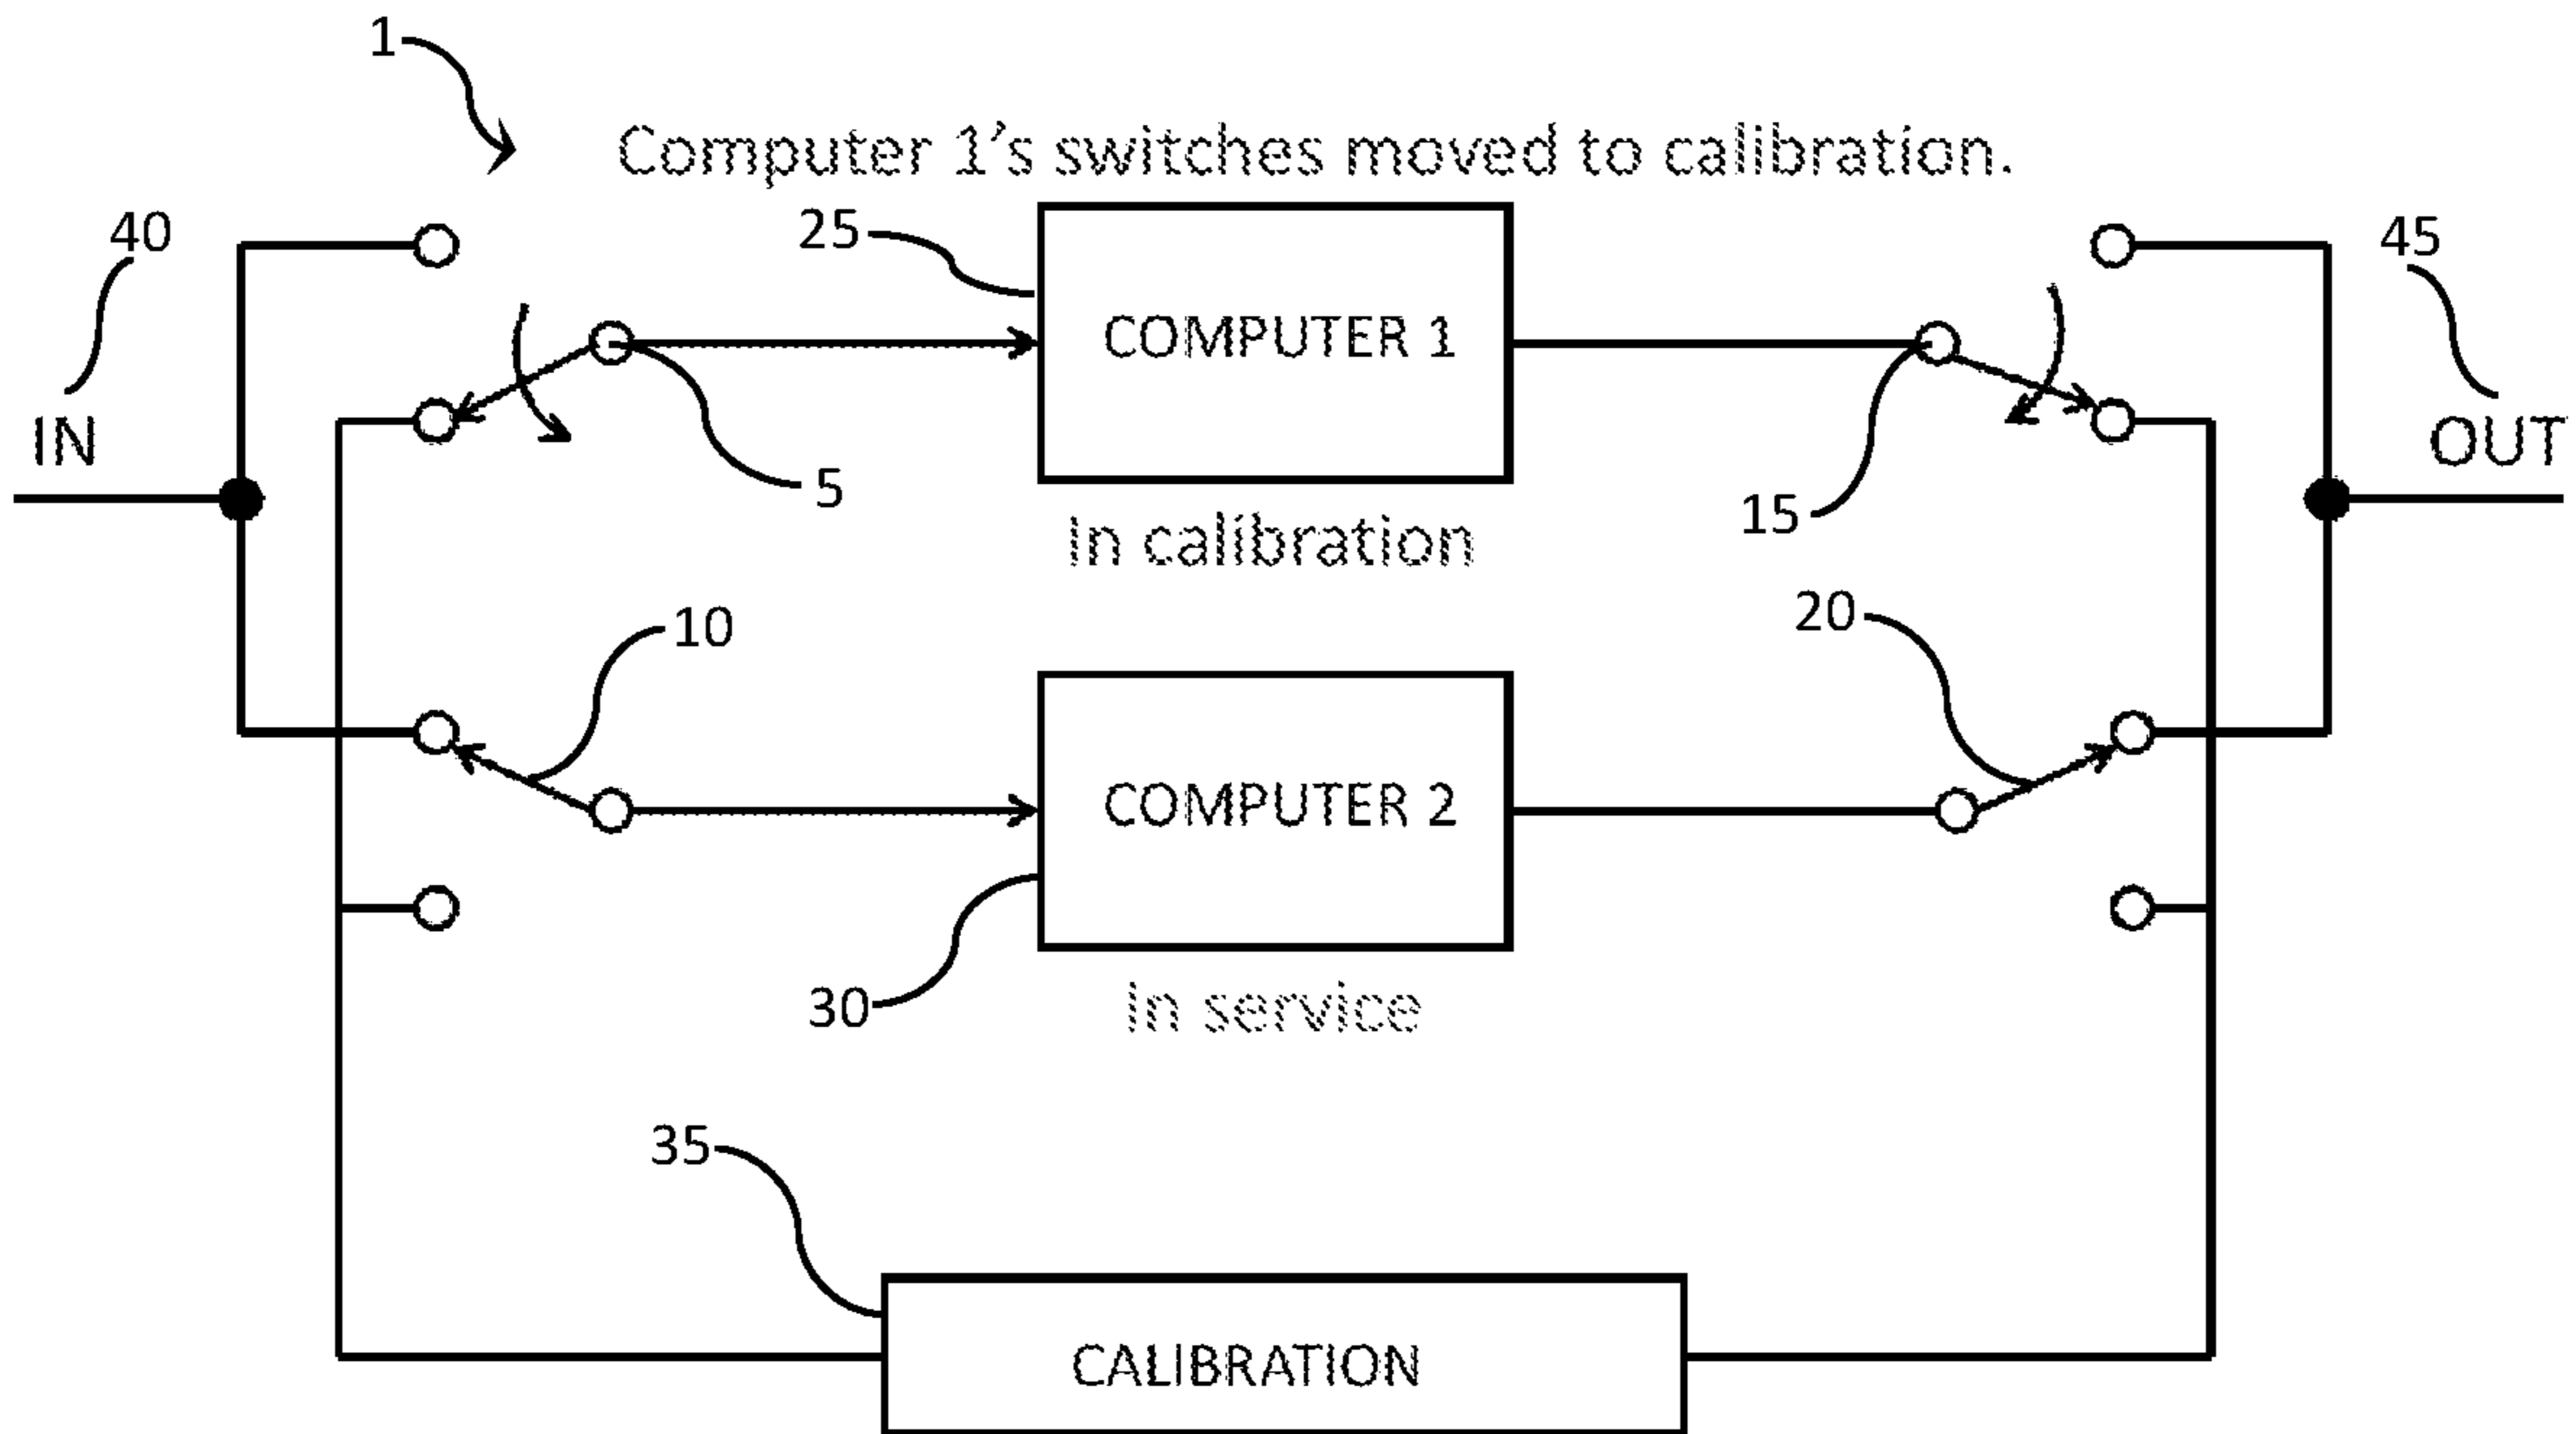 1
Computer 1's switches moved to calibration.
40
25
45
COMPUTER 1
IN
OUT
5
15
In calibration
10
20
COMPUTER 2
30
In service
35
CALIBRATION